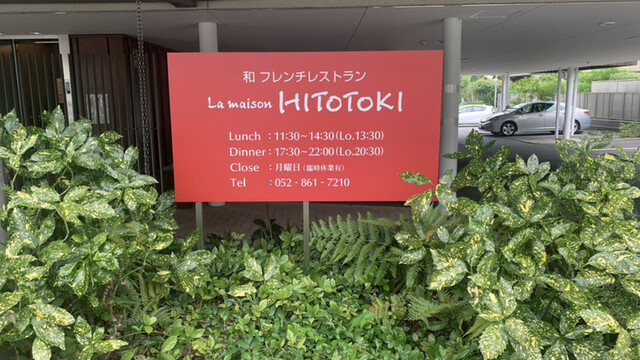 和 フレンチレストラン
La maison HITOTOKI
Lunch : 11:30~14:30(Lo.13:30)
Dinner : 17:30~22:00(Lo.20:30)
Close : 月曜日(臨時休業有)
Tel : 052-861-7210